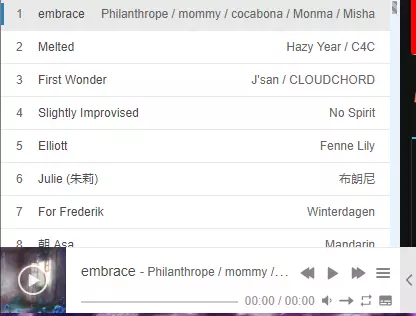 1 embrace Philanthrope / mommy / cocabona / Monma / Misha
2 Melted Hazy Year / C4C
3 First Wonder J'san / CLOUDCHORD
4 Slightly Improvised No Spirit
5 Elliott Fenne Lily
6 Julie (朱莉) 布朗尼
7 For Frederik Winterdagen
8 朝 Asa Mandarin
embrace - Philanthrope / mommy /...
00:00 / 00:00